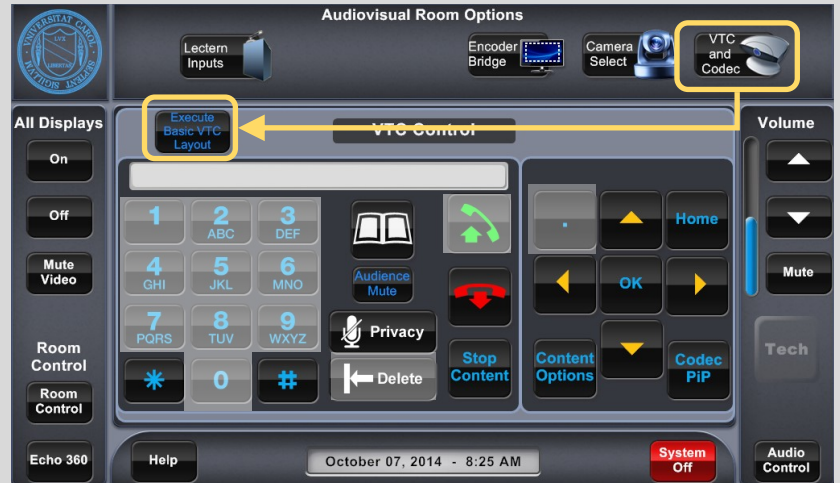 Audiovisual Room Options
Lectern
Inputs
Encoder
Bridge
Camera
Select
VTC
and
Codec
All Displays
On
Off
Mute
Video
Room
Control
Room
Control
Echo 360
Execute
Basic VTC
Layout
VTC Control
1
2
ABC
3
DEF
4
GHI
5
JKL
6
MNO
7
PQRS
8
TUV
9
WXYZ
*
0
#
Audience
Mute
Privacy
Delete
Stop
Content
.
Home
OK
Content
Options
Codec
PiP
Volume
Mute
Tech
Audio
Control
Help
October 07, 2014 - 8:25 AM
System
Off
LVX
LIBERTAS